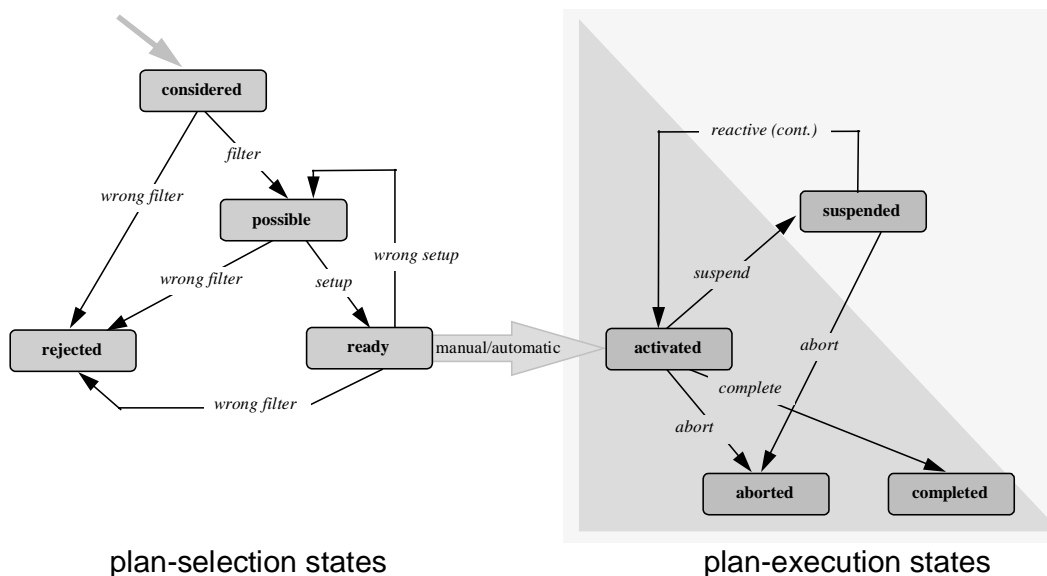 considered
filter
wrong filter
possible
wrong filter
setup
wrong setup
rejected
ready
wrong filter
manual/automatic
reactive (cont.)
suspended
suspend
activated
abort
complete
abort
aborted
completed
plan-selection states
plan-execution states